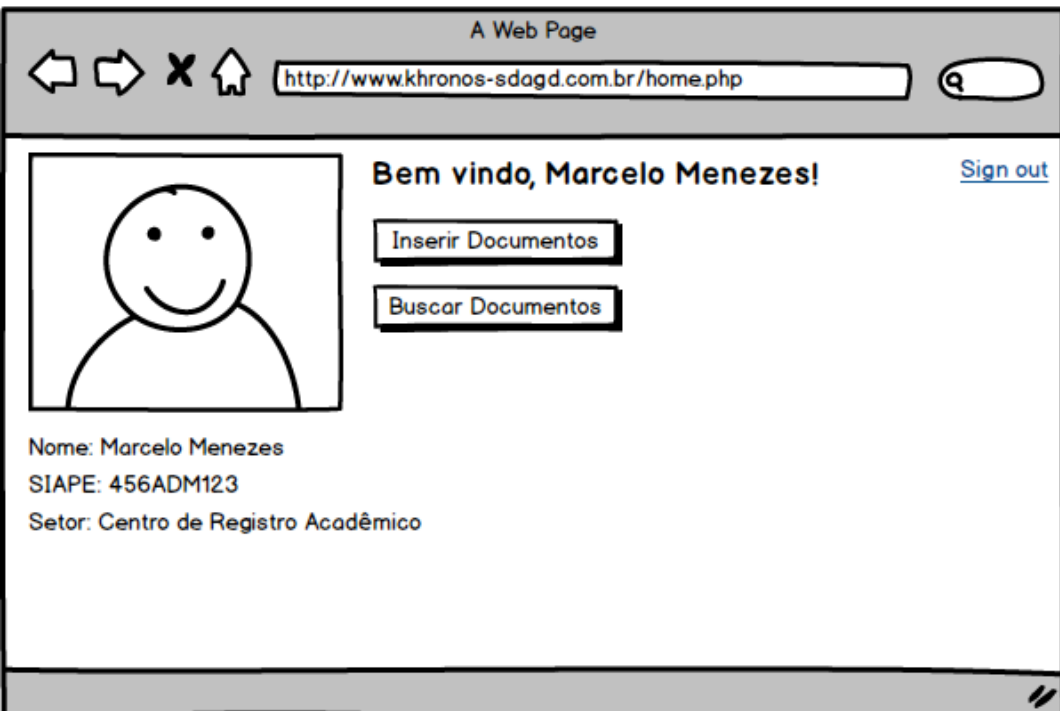 A Web Page
http://www.khronos-sdagd.com.br/home.php
Bem vindo, Marcelo Menezes!
Sign out
Inserir Documentos
Buscar Documentos
Nome: Marcelo Menezes
SIAPE: 456ADM123
Setor: Centro de Registro Acadêmico